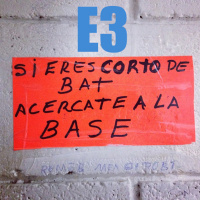 E3
SI ERES CORTO DE
BAT
ACERCATE A LA
BASE